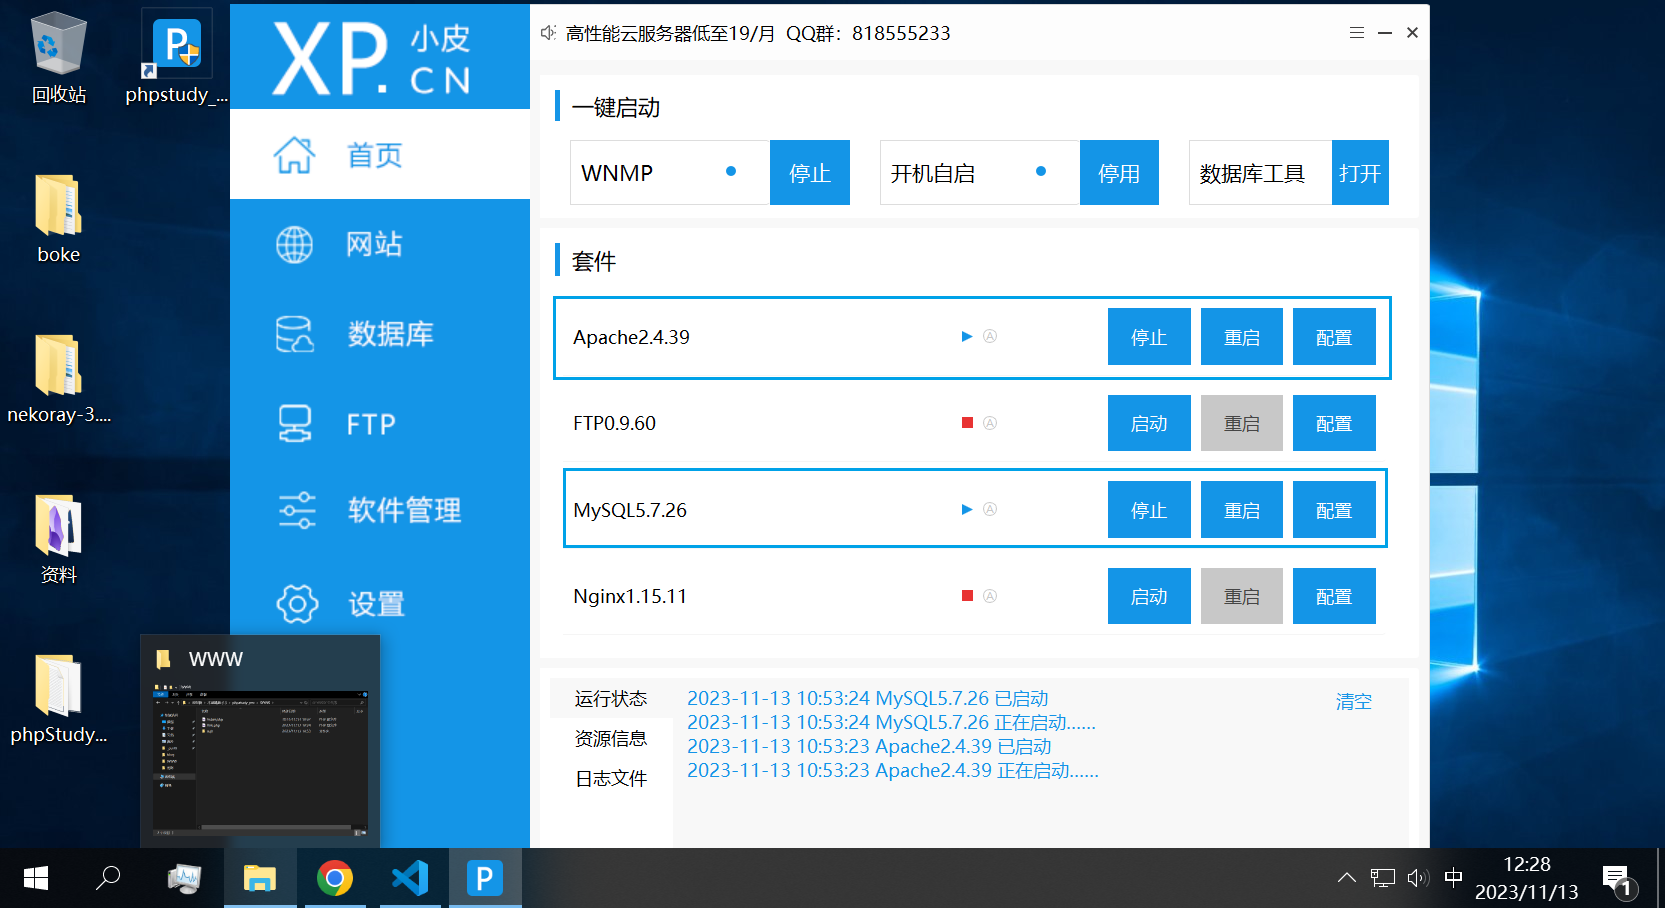 回收站
phpstudy_...
boke
nekoray-3....
资料
phpStudy...
XP.
小皮
CN
高性能云服务器低至19/月 QQ群：818555233
首页
网站
数据库
FTP
软件管理
设置
一键启动
WNMP
停止
开机自启
停用
数据库工具
打开
套件
Apache2.4.39
停止
重启
配置
FTP0.9.60
启动
重启
配置
MySQL5.7.26
停止
重启
配置
Nginx1.15.11
启动
重启
配置
运行状态
资源信息
日志文件
2023-11-13 10:53:24 MySQL5.7.26 已启动
2023-11-13 10:53:24 MySQL5.7.26 正在启动......
2023-11-13 10:53:23 Apache2.4.39 已启动
2023-11-13 10:53:23 Apache2.4.39 正在启动......
清空
WWW
中
12:28
2023/11/13
1